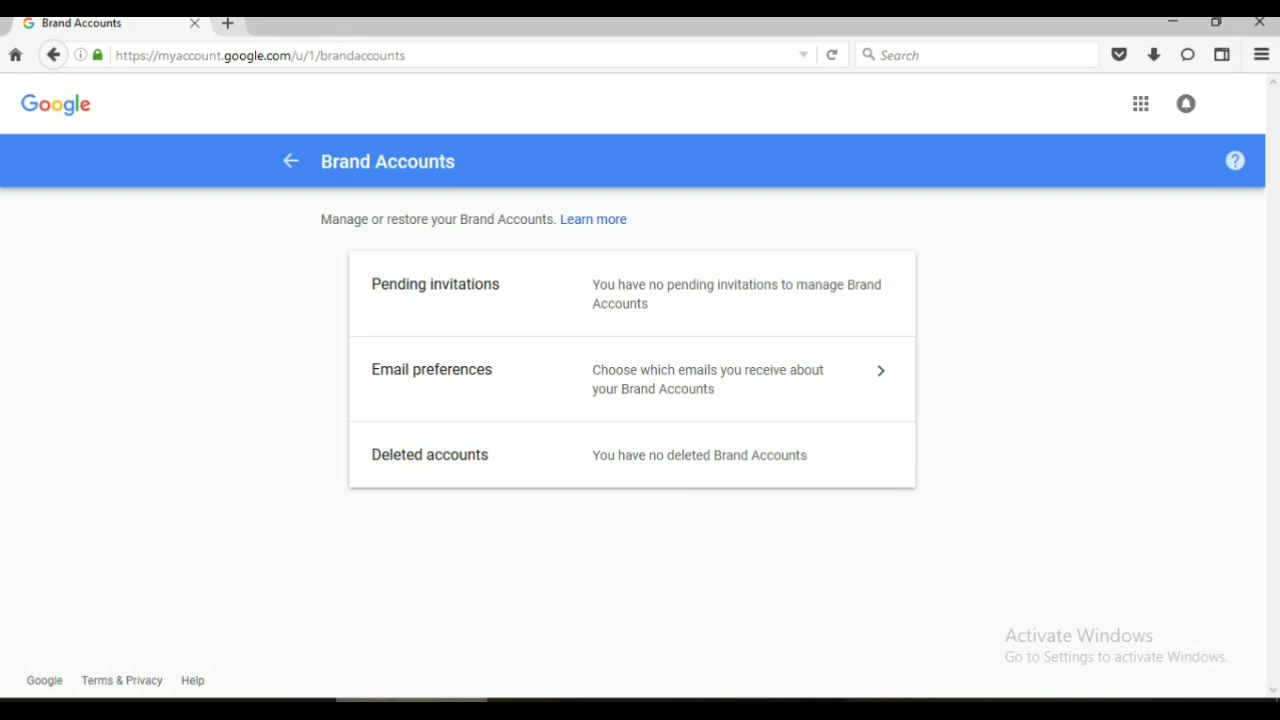 Brand Accounts
https://myaccount.google.com/u/1/brandaccounts
Search
Google
Brand Accounts
Manage or restore your Brand Accounts. Learn more
Pending invitations
You have no pending invitations to manage Brand
Accounts
Email preferences
Choose which emails you receive about
your Brand Accounts
Deleted accounts
You have no deleted Brand Accounts
Activate Windows
Go to Settings to activate Windows.
Google Terms & Privacy Help